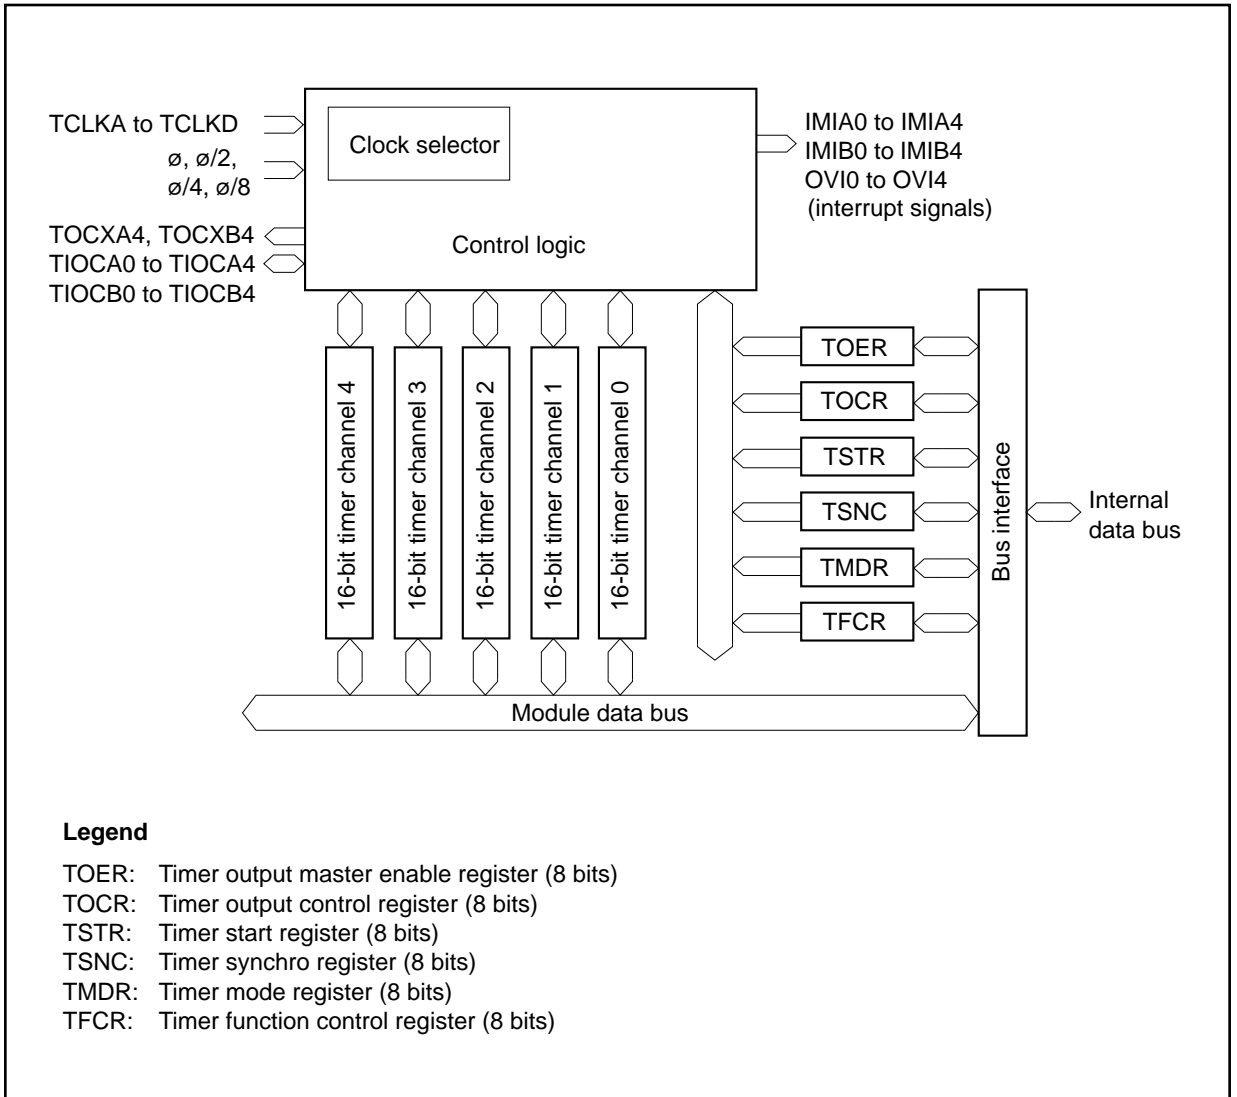 TCLKA to TCLKD
ø, ø/2,
ø/4, ø/8
TOCXA4, TOCXB4
TIOCA0 to TIOCA4
TIOCB0 to TIOCB4
Clock selector
Control logic
IMIA0 to IMIA4
IMIB0 to IMIB4
OVI0 to OVI4
(interrupt signals)
16-bit timer channel 4
16-bit timer channel 3
16-bit timer channel 2
16-bit timer channel 1
16-bit timer channel 0
TOER
TOCR
TSTR
TSNC
TMDR
TFCR
Bus interface
Internal
data bus
Module data bus
Legend
TOER: Timer output master enable register (8 bits)
TOCR: Timer output control register (8 bits)
TSTR: Timer start register (8 bits)
TSNC: Timer synchro register (8 bits)
TMDR: Timer mode register (8 bits)
TFCR: Timer function control register (8 bits)